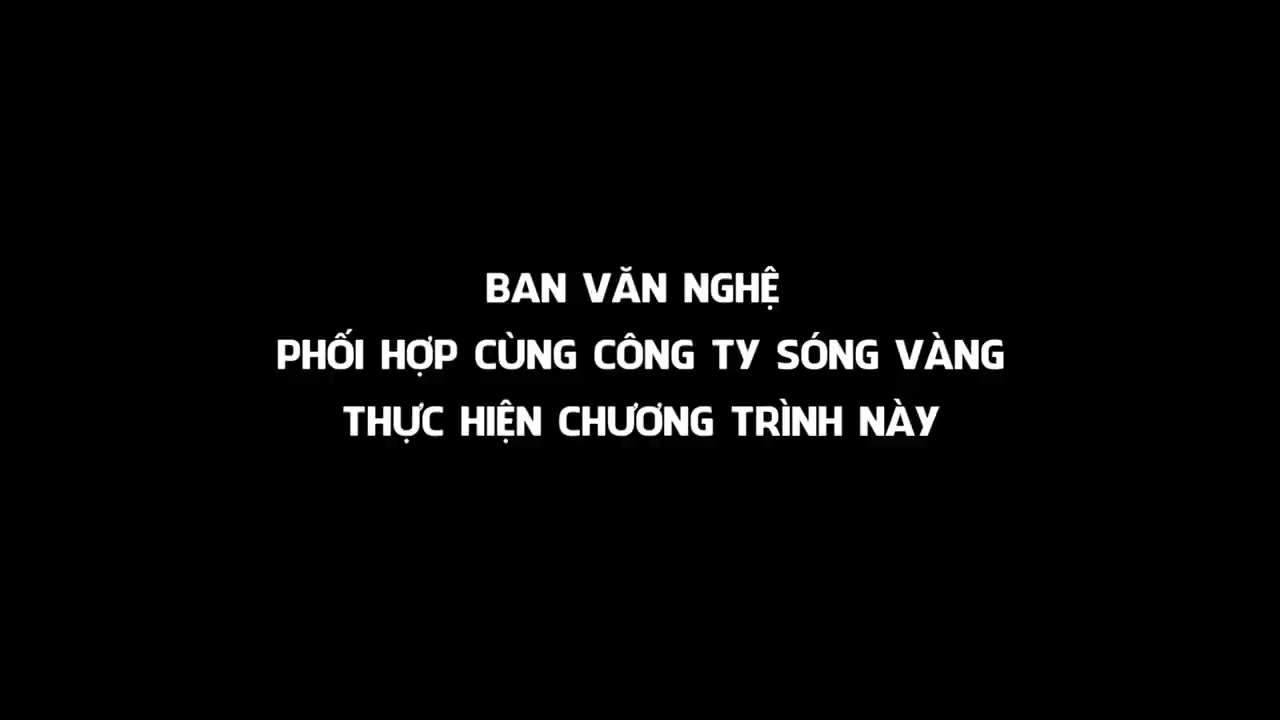 BAN VĂN NGHỆ
PHỐI HỢP CÙNG CÔNG TY SÓNG VÀNG
THỰC HIỆN CHƯƠNG TRÌNH NÀY